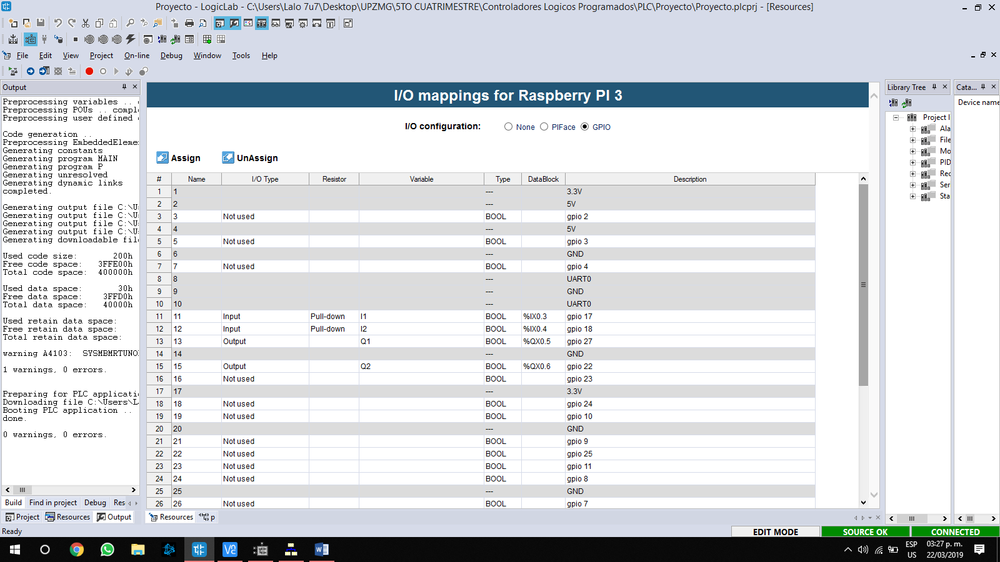 Proyecto - LogicLab - C:\Users\Lalo 7u7\Desktop\UPZMG\5TO CUATRIMESTRE\Controladores Logicos Programados\PLC\Proyecto\Proyecto.plcprj - [Resources]
File Edit View Project On-line Debug Window Tools Help
Output
Preprocessing variables ..
Preprocessing POUs .. compl
Preprocessing user defined
Code generation ..
Preprocessing EmbeddedEleme
Generating constants
Generating program MAIN
Generating program P
Generating unresolved
Generating dynamic links
completed.
Generating output file C:\U
Generating output file C:\U
Generating output file C:\U
Generating output file C:\U
Generating downloadable fil
Used code size: 200h
Free code space: 3FFE00h
Total code space: 400000h
Used data space: 30h
Free data space: 3FFD0h
Total data space: 40000h
Used retain data space:
Free retain data space:
Total retain data space:
warning A4103: SYSMBMRTUNO
1 warnings, 0 errors.
Preparing for PLC applicati
Downloading file C:\Users\L
Booting PLC application ..
done.
0 warnings, 0 errors.
Build Find in project Debug Res
Project Resources Output
I/O mappings for Raspberry PI 3
I/O configuration: None PIFace GPIO
Assign UnAssign
# Name I/O Type Resistor Variable Type DataBlock Description
1 1 --- 3.3V
2 2 --- 5V
3 3 Not used BOOL gpio 2
4 4 --- 5V
5 5 Not used BOOL gpio 3
6 6 --- GND
7 7 Not used BOOL gpio 4
8 8 --- UART0
9 9 --- GND
10 10 --- UART0
11 11 Input Pull-down I1 BOOL %IX0.3 gpio 17
12 12 Input Pull-down I2 BOOL %IX0.4 gpio 18
13 13 Output Q1 BOOL %QX0.5 gpio 27
14 14 --- GND
15 15 Output Q2 BOOL %QX0.6 gpio 22
16 16 Not used BOOL gpio 23
17 17 --- 3.3V
18 18 Not used BOOL gpio 24
19 19 Not used BOOL gpio 10
20 20 --- GND
21 21 Not used BOOL gpio 9
22 22 Not used BOOL gpio 25
23 23 Not used BOOL gpio 11
24 24 Not used BOOL gpio 8
25 25 --- GND
26 26 Not used BOOL gpio 7
Resources p
Library Tree
Project l
Ala
File
Mo
PID
Rec
Ser
Sta
Cata...
Device name
Ready
EDIT MODE SOURCE OK CONNECTED
ESP
US
03:27 p. m.
22/03/2019